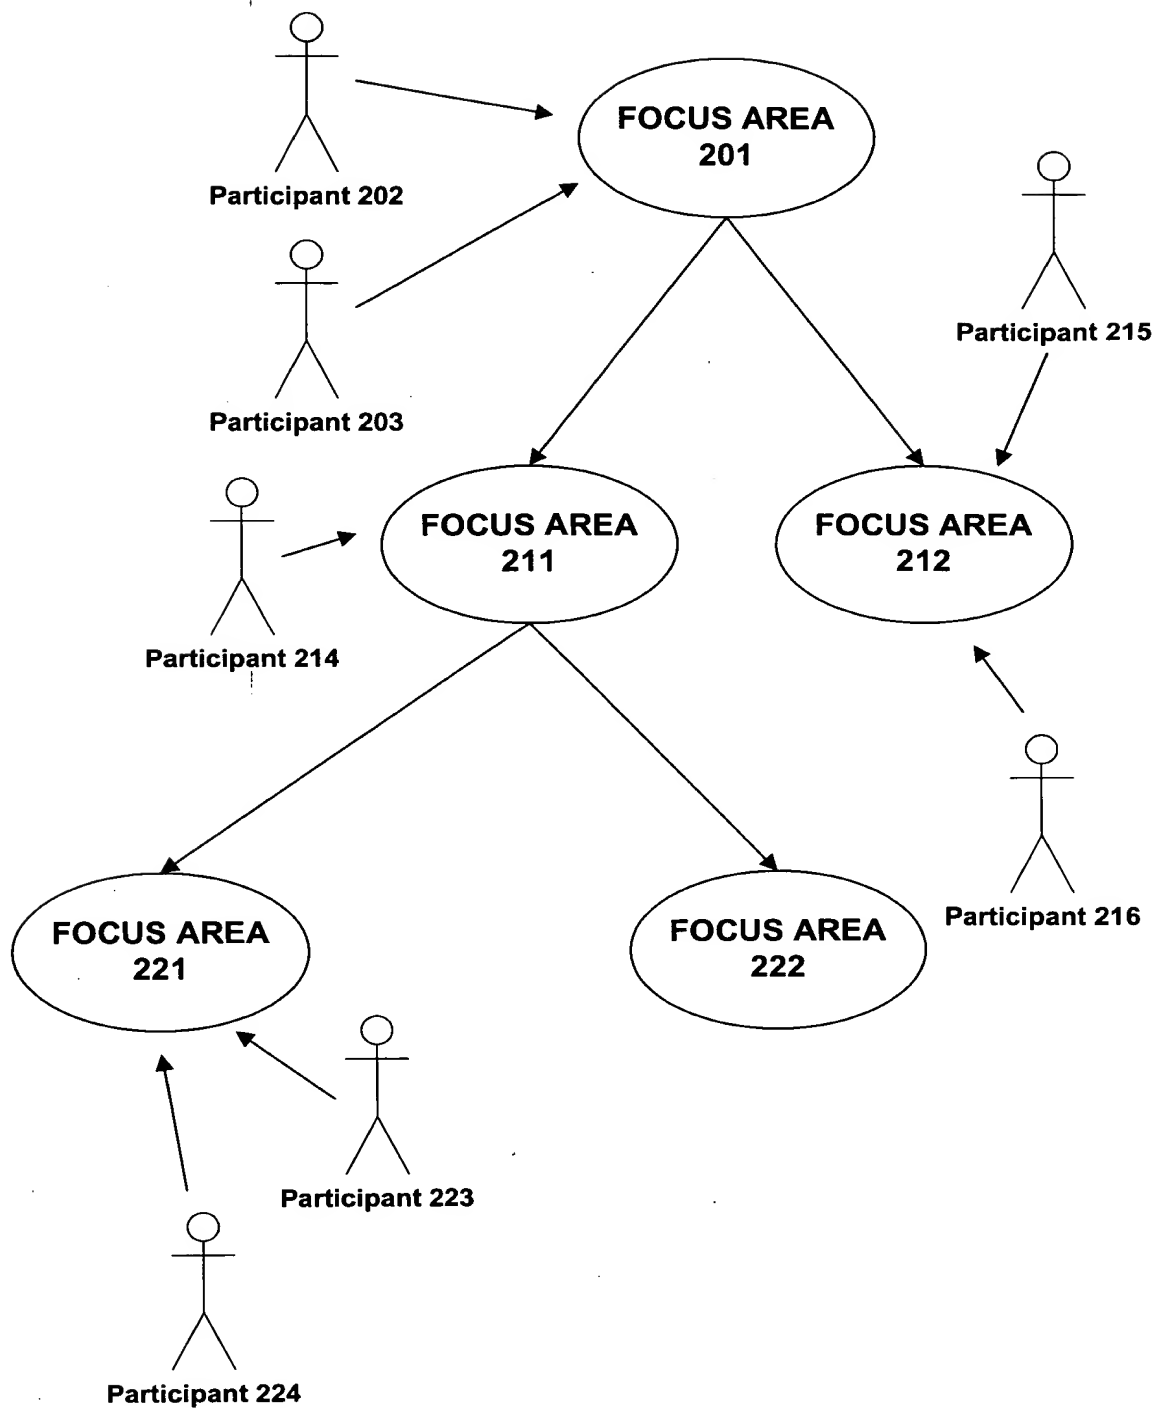 FOCUS AREA
201
Participant 202
Participant 215
Participant 203
FOCUS AREA
211
FOCUS AREA
212
Participant 214
Participant 216
FOCUS AREA
221
FOCUS AREA
222
Participant 223
Participant 224